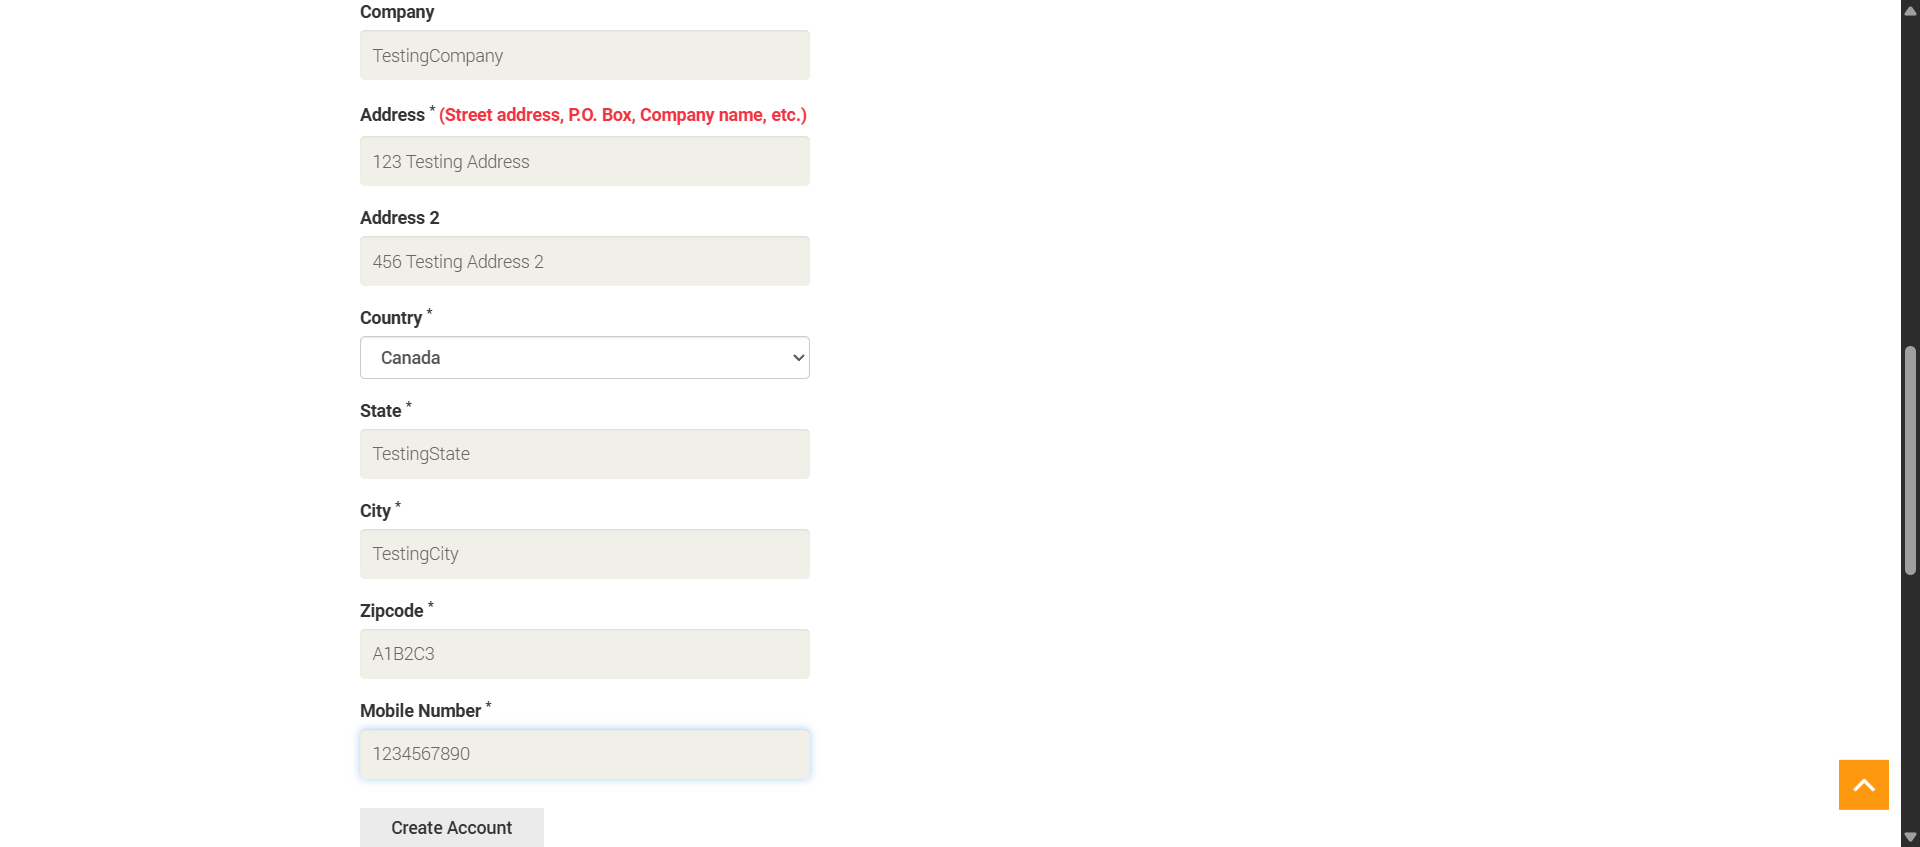 Company
TestingCompany
Address * (Street address, P.O. Box, Company name, etc.)
123 Testing Address
Address 2
456 Testing Address 2
Country *
Canada
State *
TestingState
City *
TestingCity
Zipcode *
A1B2C3
Mobile Number *
1234567890
Create Account